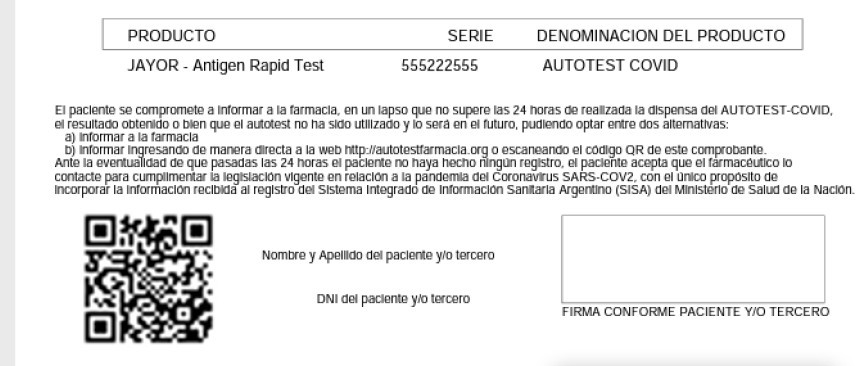 PRODUCTO SERIE DENOMINACION DEL PRODUCTO
JAYOR - Antigen Rapid Test 555222555 AUTOTEST COVID
El paciente se compromete a informar a la farmacia, en un lapso que no supere las 24 horas de realizada la dispensa del AUTOTEST-COVID,
el resultado obtenido o bien que el autotest no ha sido utilizado y lo será en el futuro, pudiendo optar entre dos alternativas:
a) informar a la farmacia
b) informar ingresando de manera directa a la web http://autotestfarmacia.org o escaneando el código QR de este comprobante.
Ante la eventualidad de que pasadas las 24 horas el paciente no haya hecho ningún registro, el paciente acepta que el farmacéutico lo
contacte para cumplimentar la legislación vigente en relación a la pandemia del Coronavirus SARS-COV2, con el único propósito de
incorporar la información recibida al registro del Sistema Integrado de Información Sanitaria Argentino (SISA) del Ministerio de Salud de la Nación.
Nombre y Apellido del paciente y/o tercero
DNI del paciente y/o tercero
FIRMA CONFORME PACIENTE Y/O TERCERO